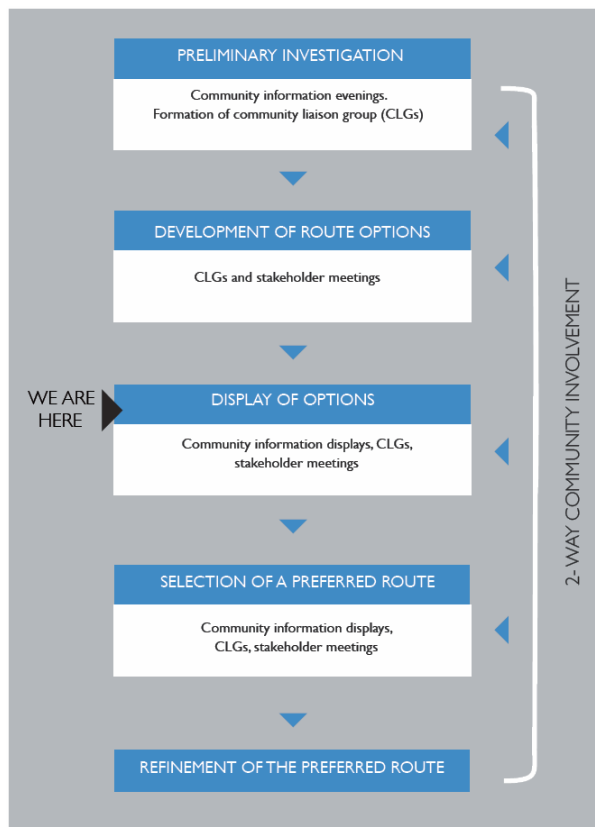 PRELIMINARY INVESTIGATION
Community information evenings.
Formation of community liaison group (CLGs)
DEVELOPMENT OF ROUTE OPTIONS
CLGs and stakeholder meetings
WE ARE
HERE
DISPLAY OF OPTIONS
Community information displays, CLGs,
stakeholder meetings
SELECTION OF A PREFERRED ROUTE
Community information displays,
CLGs, stakeholder meetings
REFINEMENT OF THE PREFERRED ROUTE
2- WAY COMMUNITY INVOLVEMENT